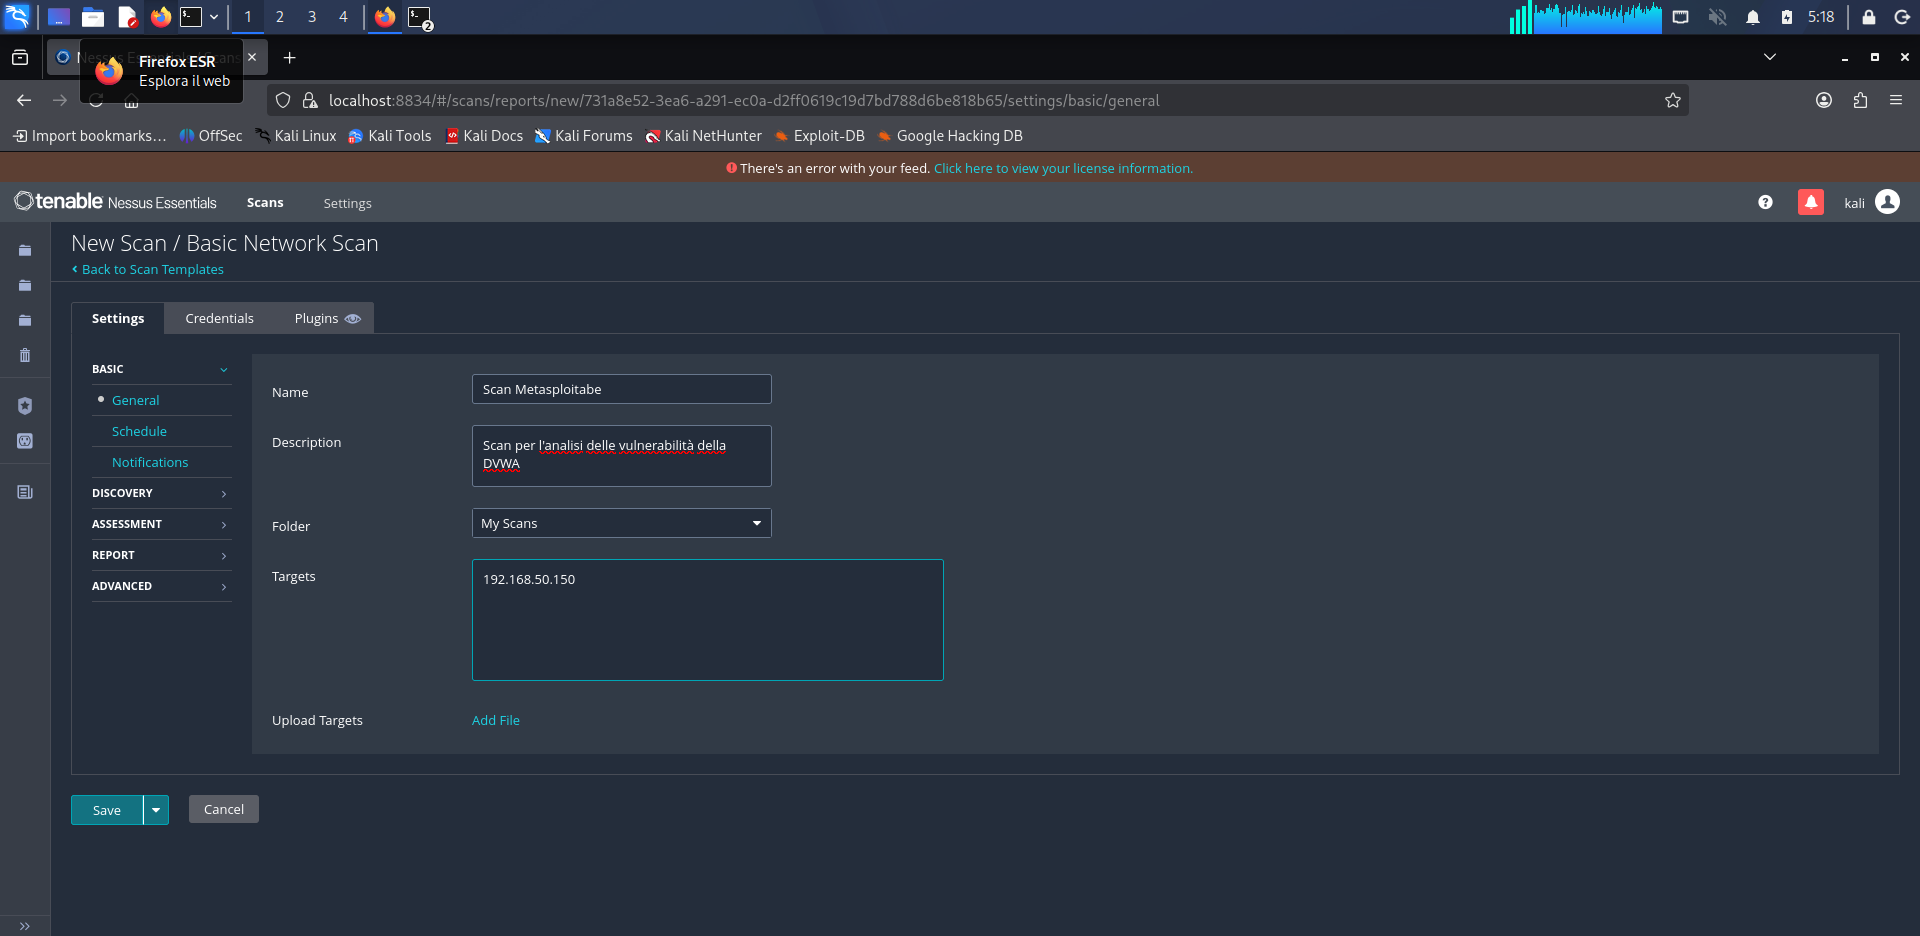 1 2 3 4 2 5:18
Nessus Essentials / Scans
Firefox ESR
Esplora il web
localhost:8834/#/scans/reports/new/731a8e52-3ea6-a291-ec0a-d2ff0619c19d7bd788d6be818b65/settings/basic/general
Import bookmarks... OffSec Kali Linux Kali Tools Kali Docs Kali Forums Kali NetHunter Exploit-DB Google Hacking DB
There's an error with your feed. Click here to view your license information.
tenable Nessus Essentials Scans Settings kali
New Scan / Basic Network Scan
Back to Scan Templates
Settings Credentials Plugins
BASIC
General
Schedule
Notifications
DISCOVERY
ASSESSMENT
REPORT
ADVANCED
Name Scan Metasploitabe
Description Scan per l'analisi delle vulnerabilità della
DVWA
Folder My Scans
Targets 192.168.50.150
Upload Targets Add File
Save Cancel